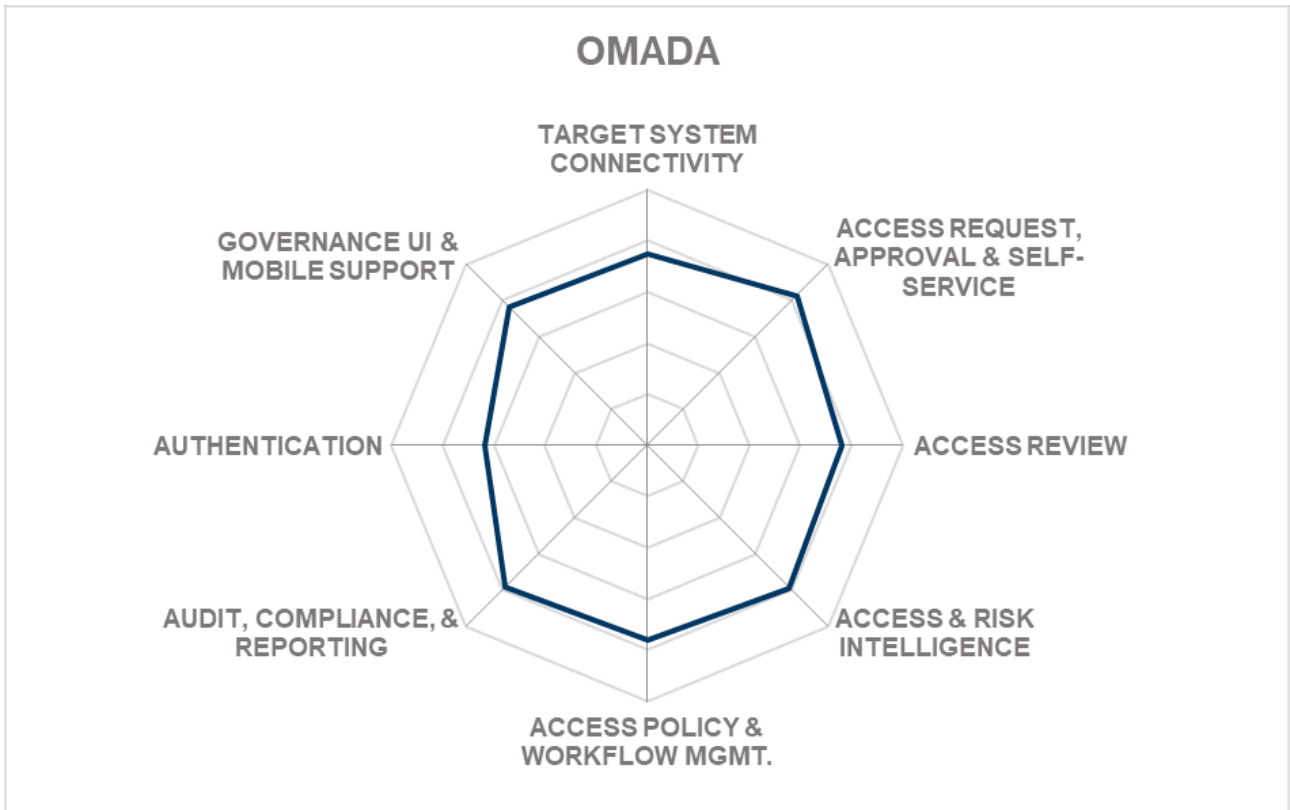 OMADA
TARGET SYSTEM
CONNECTIVITY
ACCESS REQUEST,
APPROVAL & SELF-
SERVICE
GOVERNANCE UI &
MOBILE SUPPORT
AUTHENTICATION
ACCESS REVIEW
AUDIT, COMPLIANCE, &
REPORTING
ACCESS & RISK
INTELLIGENCE
ACCESS POLICY &
WORKFLOW MGMT.